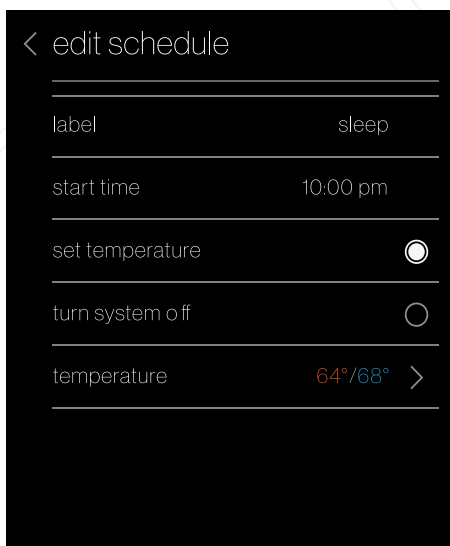 edit schedule
label sleep
start time 10:00 pm
set temperature
turn system off
temperature 64°/68°